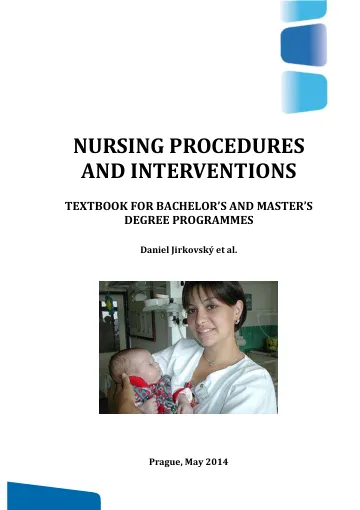 NURSING PROCEDURES
AND INTERVENTIONS
TEXTBOOK FOR BACHELOR’S AND MASTER’S
DEGREE PROGRAMMES
Daniel Jirkovský et al.
Prague, May 2014